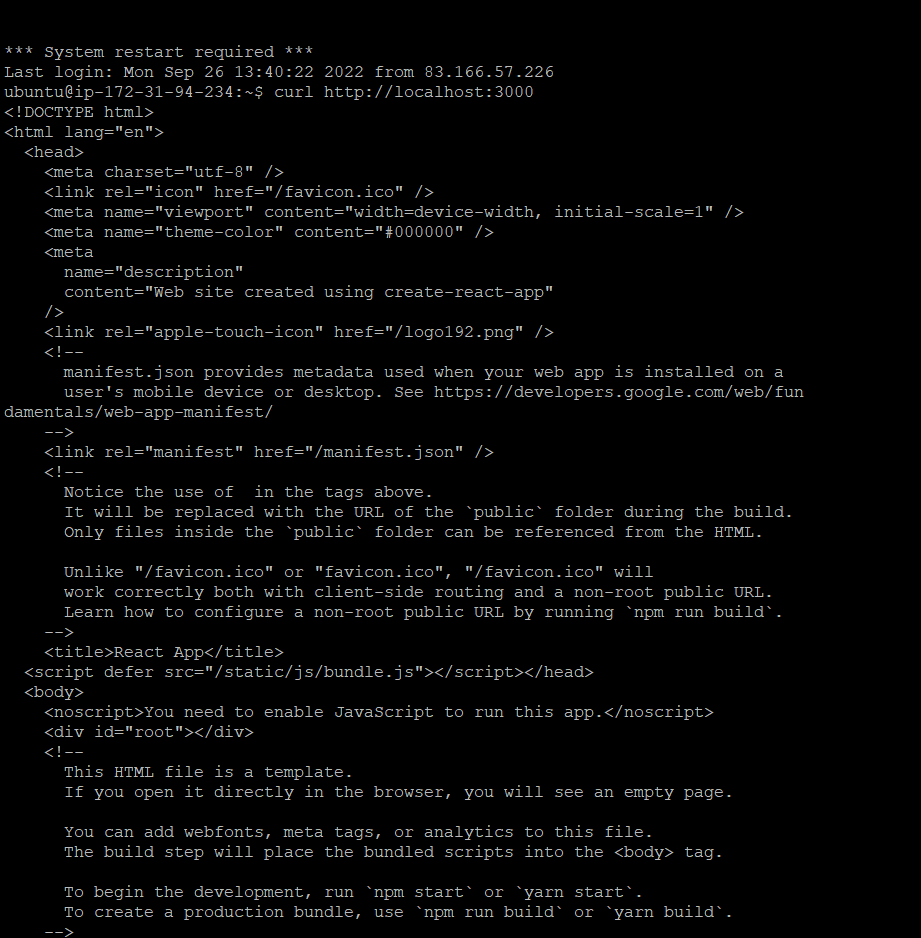 *** System restart required ***
Last login: Mon Sep 26 13:40:22 2022 from 83.166.57.226
ubuntu@ip-172-31-94-234:~$ curl http://localhost:3000
<!DOCTYPE html>
<html lang="en">
  <head>
    <meta charset="utf-8" />
    <link rel="icon" href="/favicon.ico" />
    <meta name="viewport" content="width=device-width, initial-scale=1" />
    <meta name="theme-color" content="#000000" />
    <meta
      name="description"
      content="Web site created using create-react-app"
    />
    <link rel="apple-touch-icon" href="/logo192.png" />
    <!--
      manifest.json provides metadata used when your web app is installed on a
      user's mobile device or desktop. See https://developers.google.com/web/fun
damentals/web-app-manifest/
    -->
    <link rel="manifest" href="/manifest.json" />
    <!--
      Notice the use of  in the tags above.
      It will be replaced with the URL of the `public` folder during the build.
      Only files inside the `public` folder can be referenced from the HTML.

      Unlike "/favicon.ico" or "favicon.ico", "/favicon.ico" will
      work correctly both with client-side routing and a non-root public URL.
      Learn how to configure a non-root public URL by running `npm run build`.
    -->
    <title>React App</title>
  <script defer src="/static/js/bundle.js"></script></head>
  <body>
    <noscript>You need to enable JavaScript to run this app.</noscript>
    <div id="root"></div>
    <!--
      This HTML file is a template.
      If you open it directly in the browser, you will see an empty page.

      You can add webfonts, meta tags, or analytics to this file.
      The build step will place the bundled scripts into the <body> tag.

      To begin the development, run `npm start` or `yarn start`.
      To create a production bundle, use `npm run build` or `yarn build`.
    -->